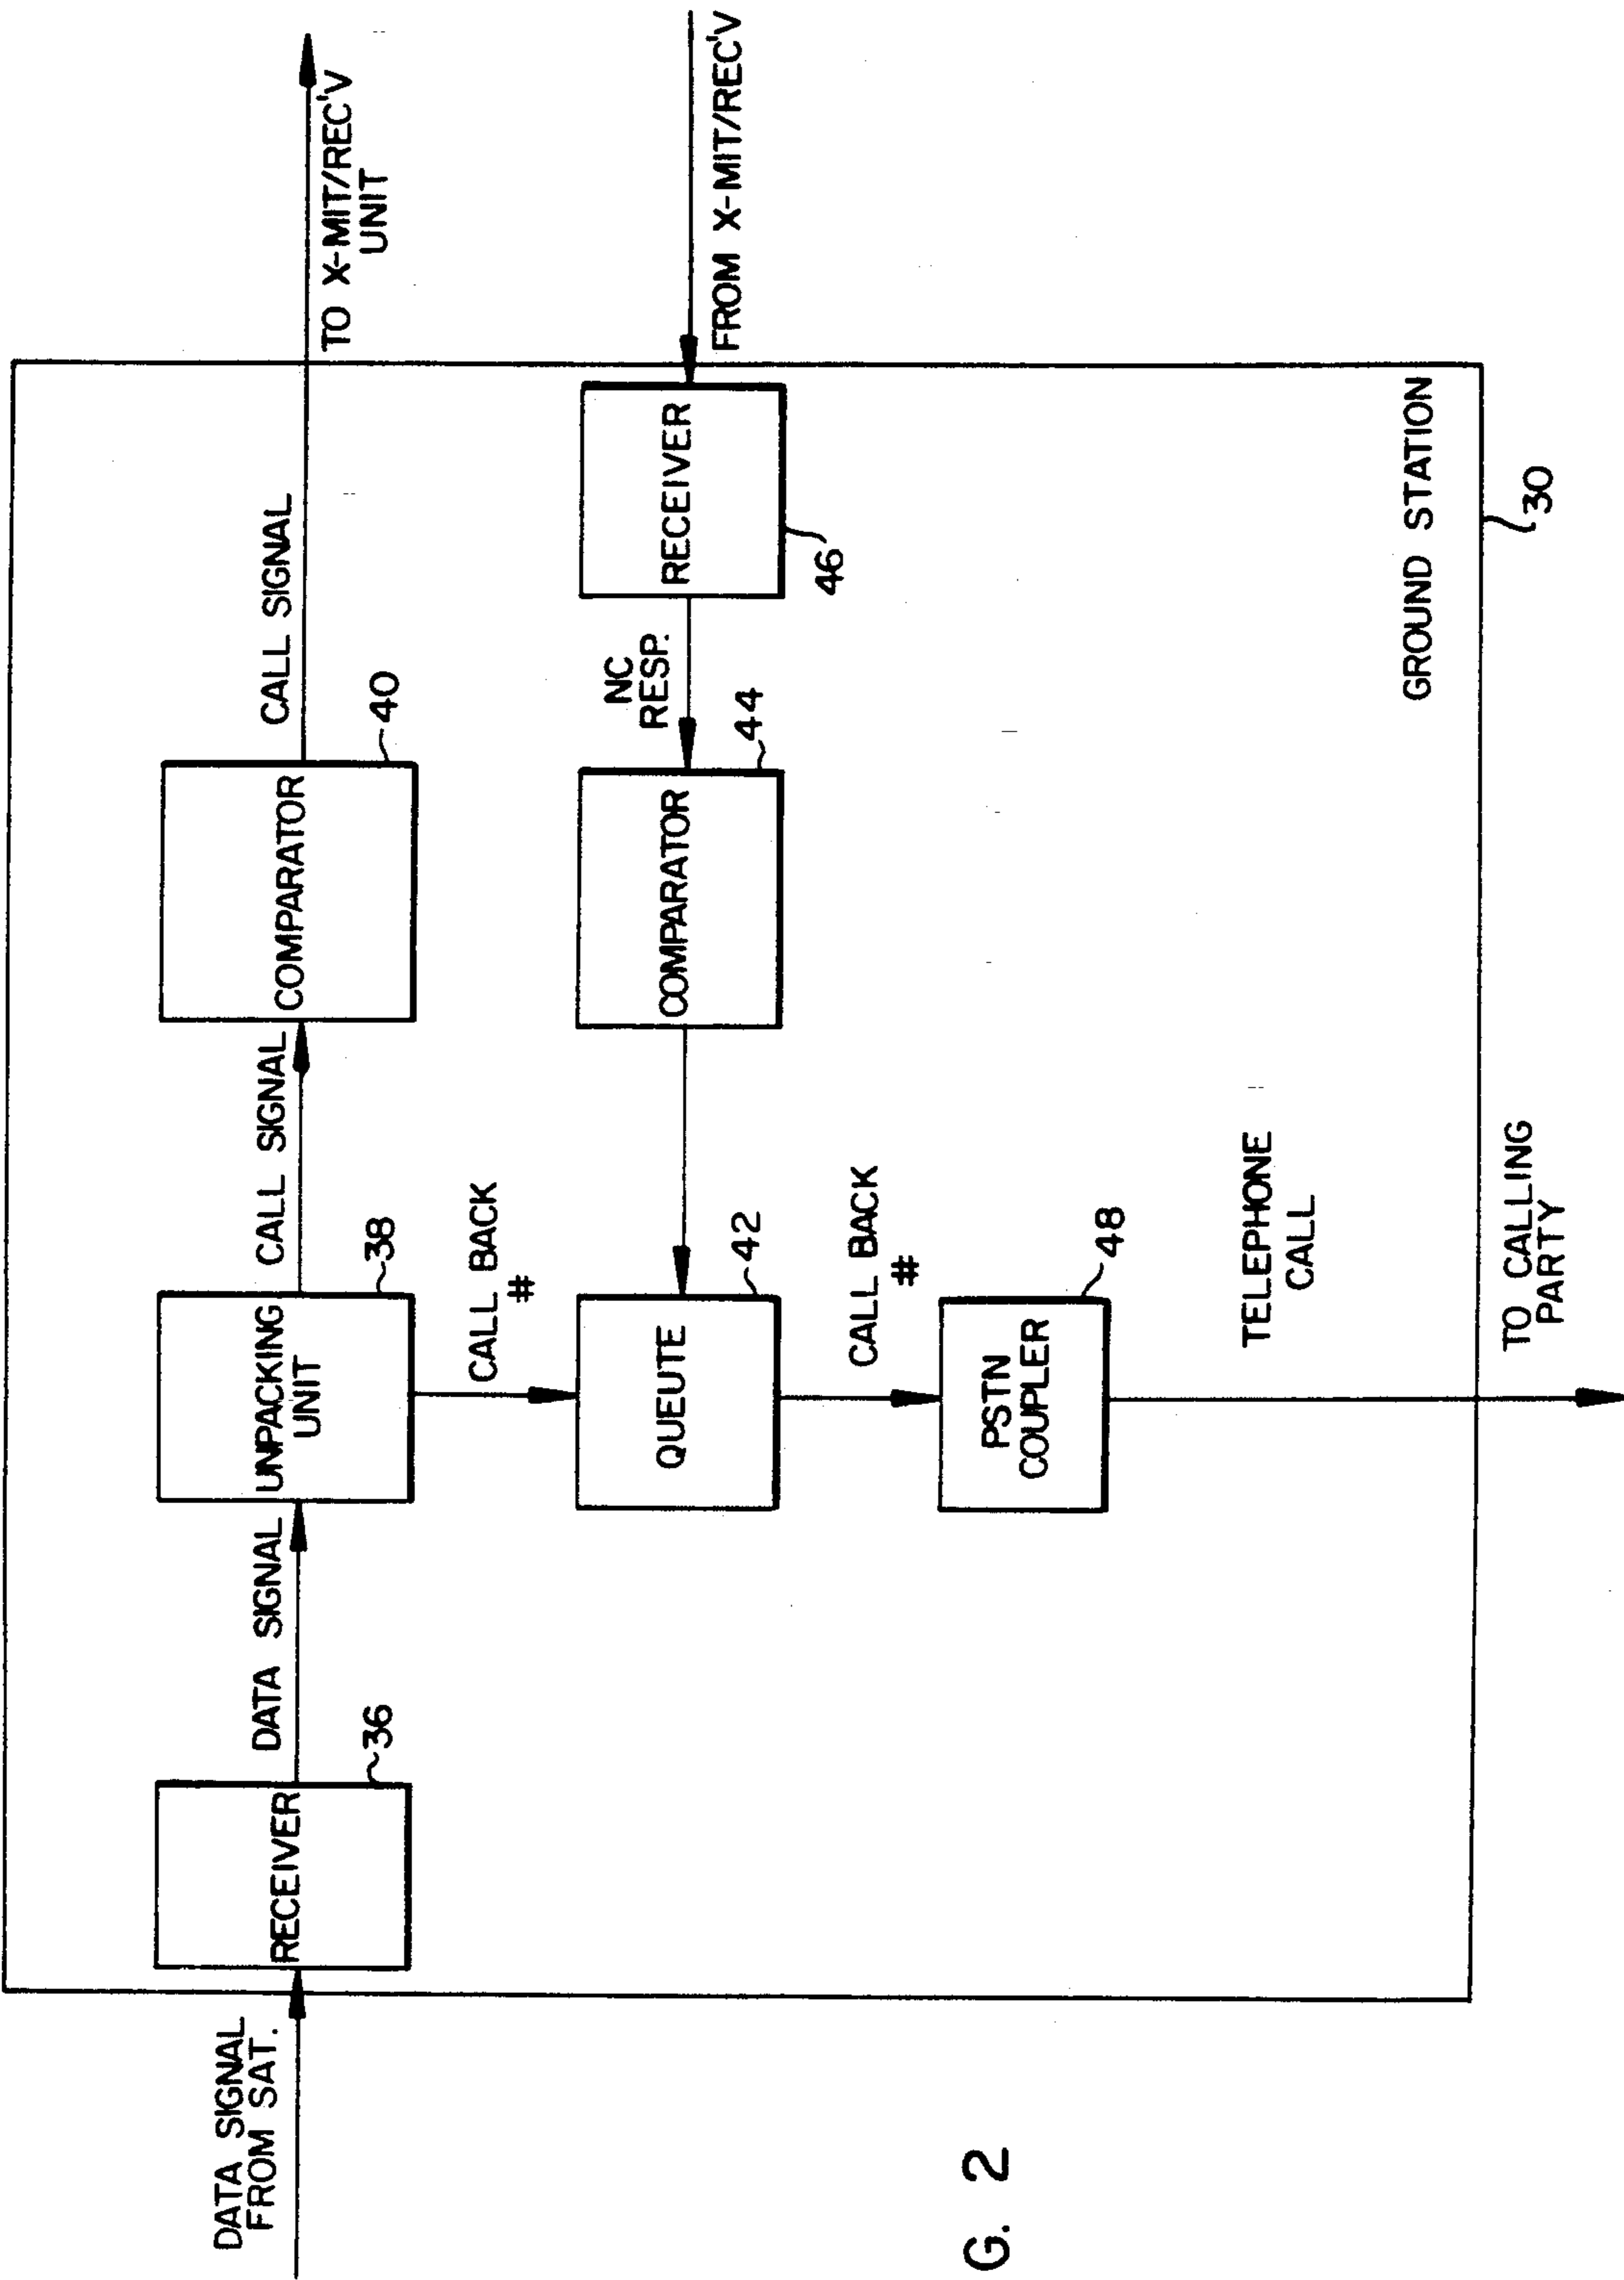 DATA SIGNAL
FROM SAT.
RECEIVER
36
DATA SIGNAL
UNPACKING
UNIT
38
CALL SIGNAL
COMPARATOR
40
CALL SIGNAL
TO X-MIT/REC'V
UNIT
CALL BACK
#
QUEUTE
42
COMPARATOR
44
NC
RESP.
RECEIVER
46
FROM X-MIT/REC'V
CALL BACK
#
PSTN
COUPLER
48
TELEPHONE
CALL
TO CALLING
PARTY
GROUND STATION
30
G. 2